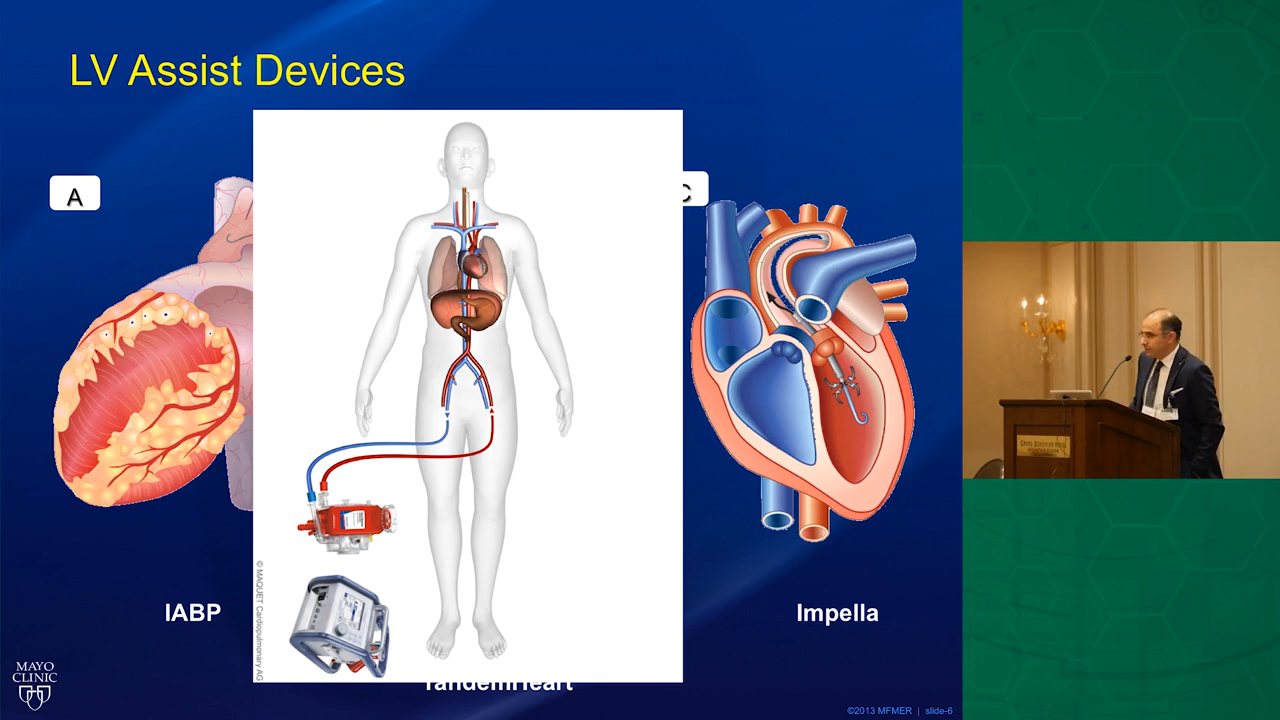 LV Assist Devices
A
C
© MAQUET Cardiopulmonary AG
IABP
Impella
TandemHeart
MAYO
CLINIC
©2013 MFMER | slide-6